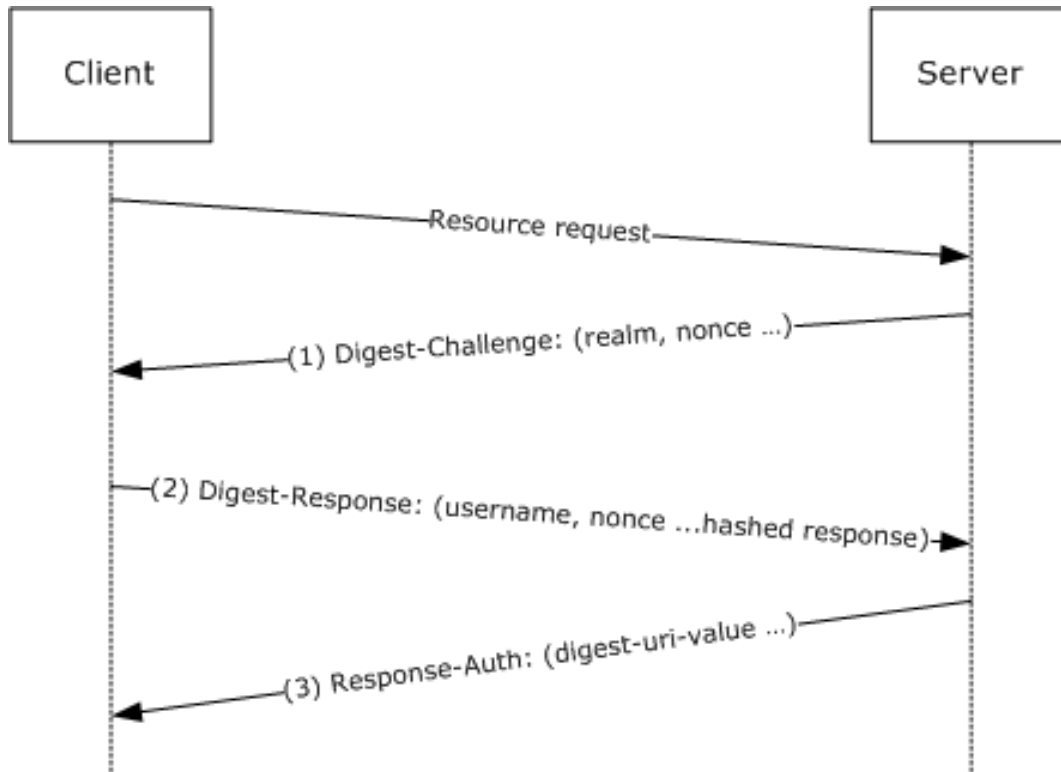 Client
Server
Resource request
(1) Digest-Challenge: (realm, nonce ...)
(2) Digest-Response: (username, nonce ...hashed response)
(3) Response-Auth: (digest-uri-value ...)